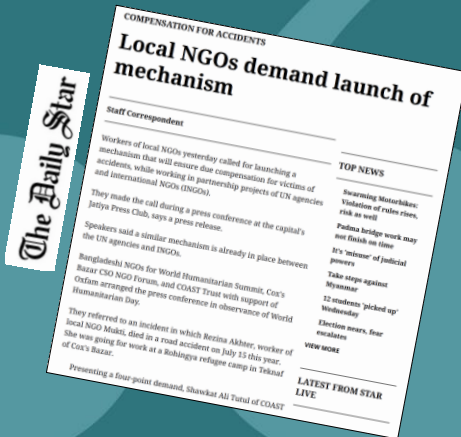 The Daily Star
COMPENSATION FOR ACCIDENTS
Local NGOs demand launch of
mechanism
Staff Correspondent
Workers of local NGOs yesterday called for launching a
mechanism that will ensure due compensation for victims of
accidents, while working in partnership projects of UN agencies
and international NGOs (INGOs).
They made the call during a press conference at the capital's
Jatiya Press Club, says a press release.
Speakers said a similar mechanism is already in place between
the UN agencies and INGOs.
Bangladeshi NGOs for World Humanitarian Summit, Cox's
Bazar CSO NGO Forum, and COAST Trust with support of
Oxfam arranged the press conference in observance of World
Humanitarian Day.
They referred to an incident in which Rezina Akhter, worker of
local NGO Mukti, died in a road accident on July 15 this year.
She was going for work at a Rohingya refugee camp in Teknaf
of Cox's Bazar.
Presenting a four-point demand, Shawkat Ali Tutul of COAST
TOP NEWS
Swarming Motorbikes:
Violation of rules rises,
risk as well
Padma bridge work may
not finish on time
It's 'misuse' of judicial
powers
Take steps against
Myanmar
12 students 'picked up'
Wednesday
Election nears, fear
escalates
VIEW MORE
LATEST FROM STAR
LIVE